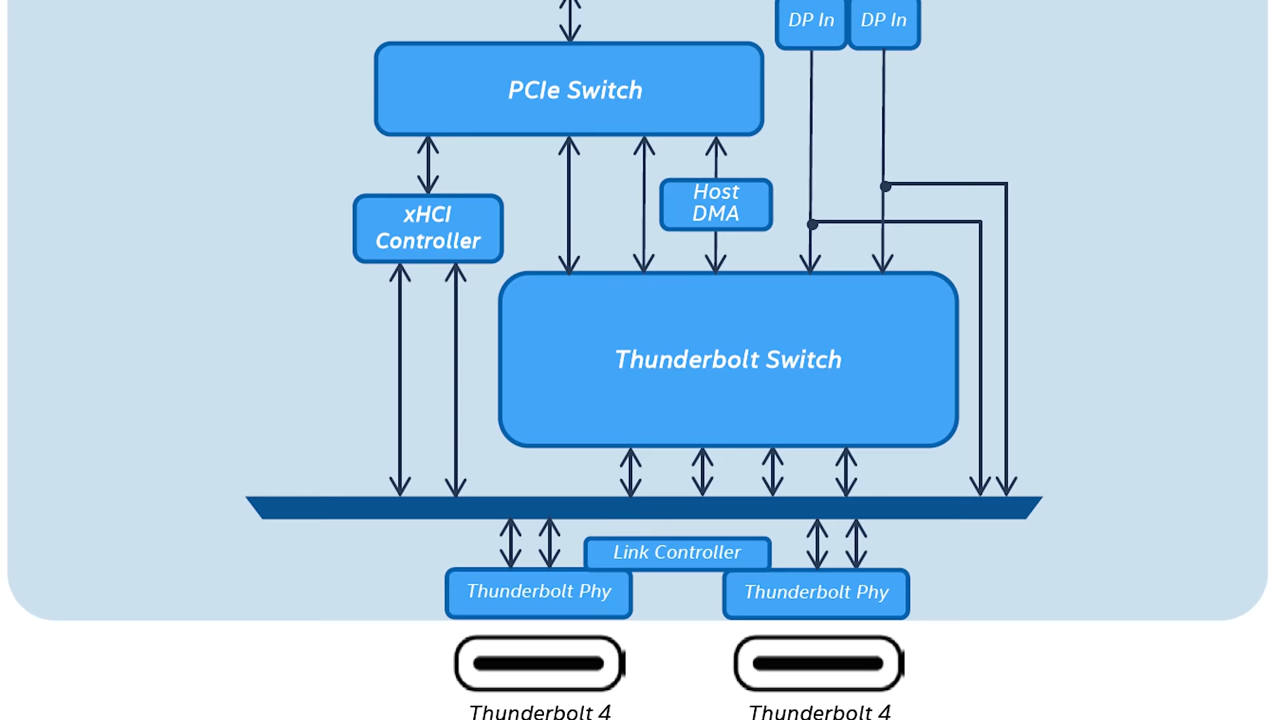 DP In
DP In
PCIe Switch
Host
DMA
xHCI
Controller
Thunderbolt Switch
Link Controller
Thunderbolt Phy
Thunderbolt Phy
Thunderbolt 4
Thunderbolt 4